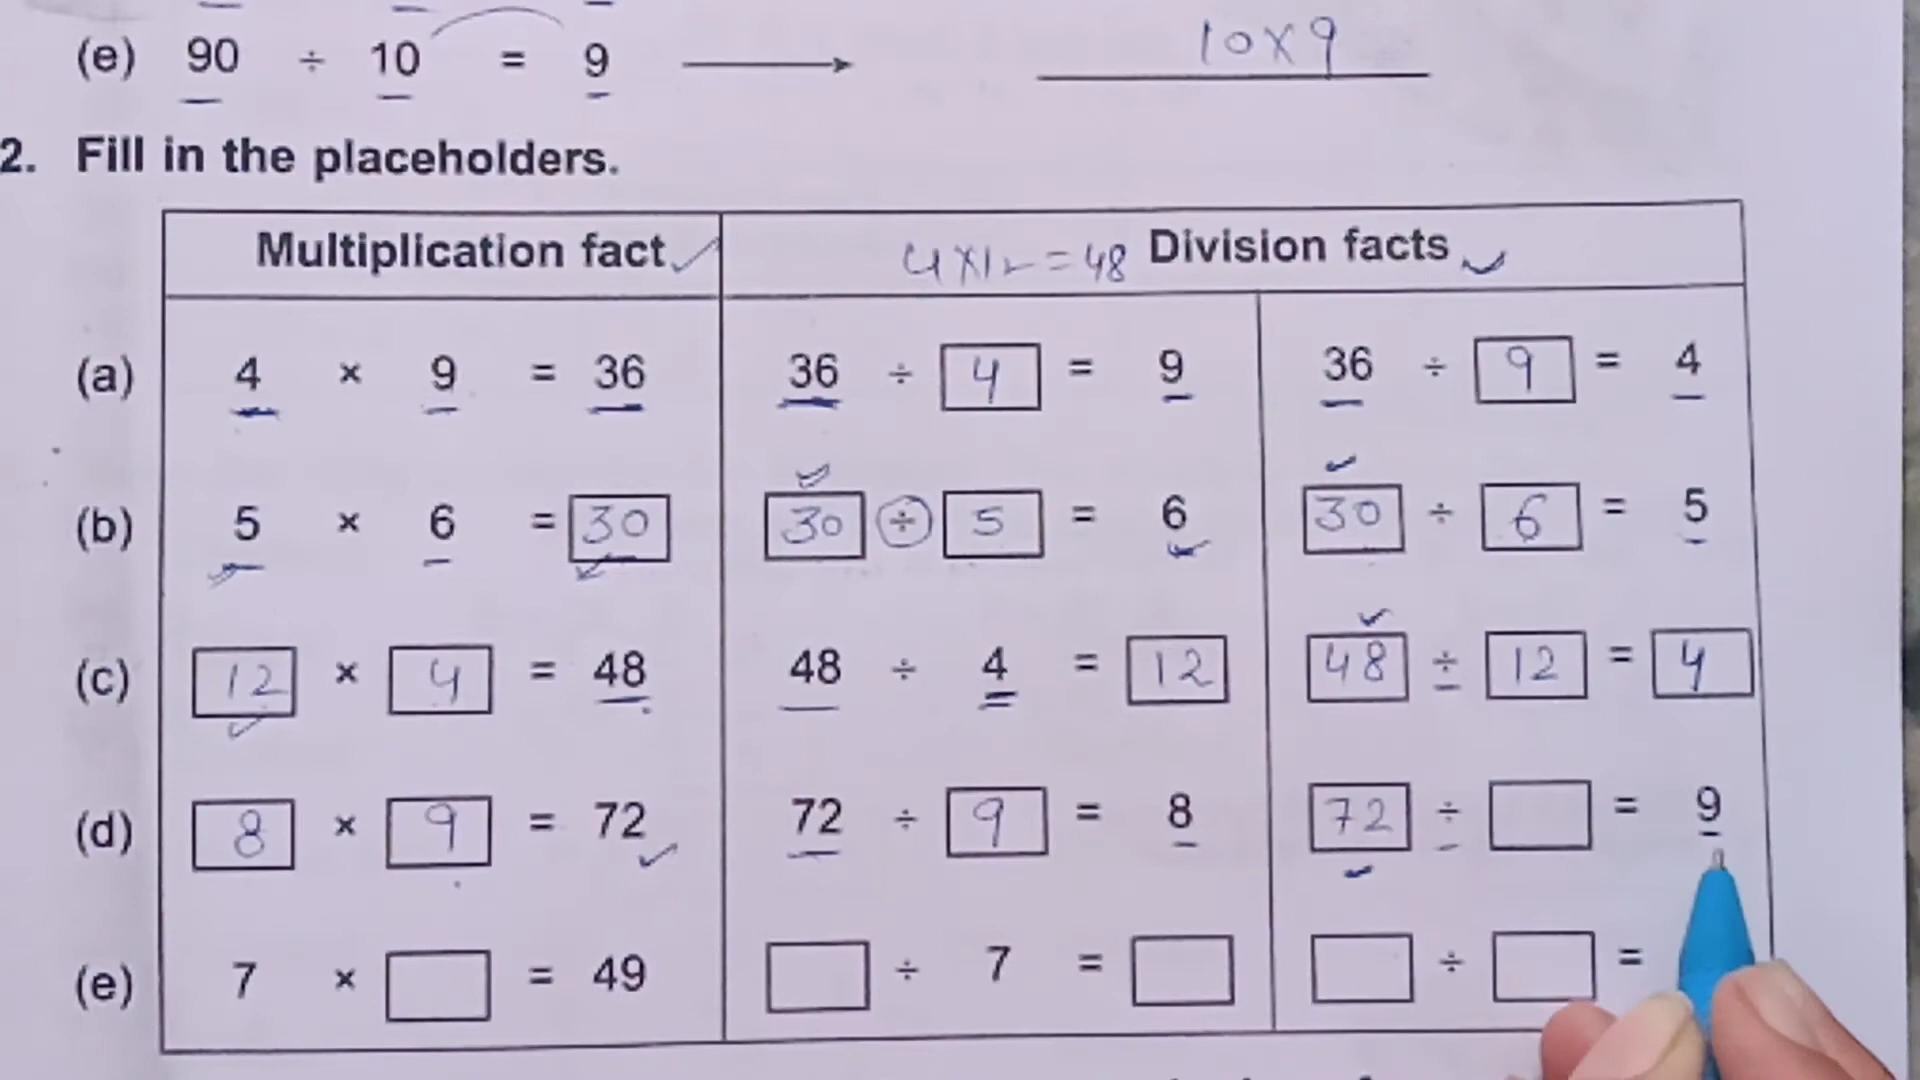 (e) 90 ÷ 10 = 9 → 10×9
2. Fill in the placeholders.
Multiplication fact 4×12=48 Division facts
(a) 4 × 9 = 36 36 ÷ 4 = 9 36 ÷ 9 = 4
(b) 5 × 6 = 30 30 ÷ 5 = 6 30 ÷ 6 = 5
(c) 12 × 4 = 48 48 ÷ 4 = 12 48 ÷ 12 = 4
(d) 8 × 9 = 72 72 ÷ 9 = 8 72 ÷ = 9
(e) 7 × = 49 ÷ 7 = ÷ =